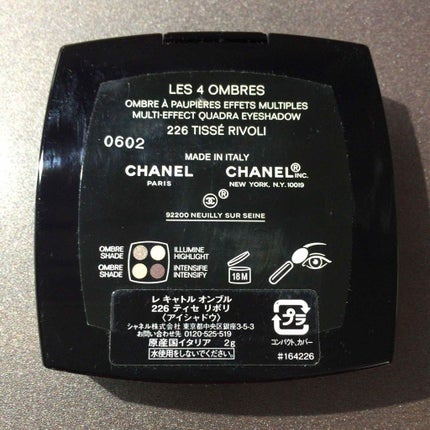 LES 4 OMBRES
OMBRE À PAUPIÈRES EFFETS MULTIPLES
MULTI-EFFECT QUADRA EYESHADOW
226 TISSÉ RIVOLI
0602
MADE IN ITALY
CHANEL CHANEL® INC.
PARIS NEW YORK, N.Y. 10019
®
92200 NEUILLY SUR SEINE
OMBRE SHADE
ILLUMINE HIGHLIGHT
OMBRE SHADE
INTENSIFIE INTENSIFY
18M
レ キャトル オンブル
226 ティセ リボリ
〈アイシャドウ〉
シャネル株式会社 東京都中央区銀座3-5-3
お問い合わせ先 0120-525-519
原産国イタリア 2g
水使用をしないでください。
プラ
コンパクト、カバー
#164226